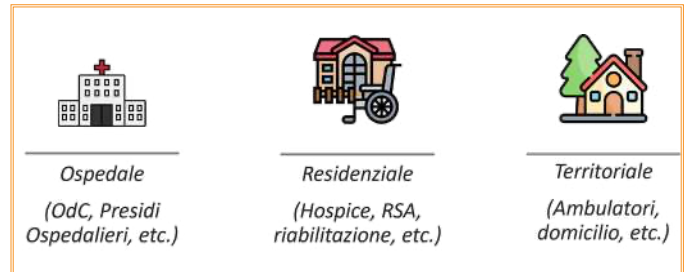 Ospedale
(OdC, Presidi
Ospedalieri, etc.)
Residenziale
(Hospice, RSA,
riabilitazione, etc.)
Territoriale
(Ambulatori,
domicilio, etc.)